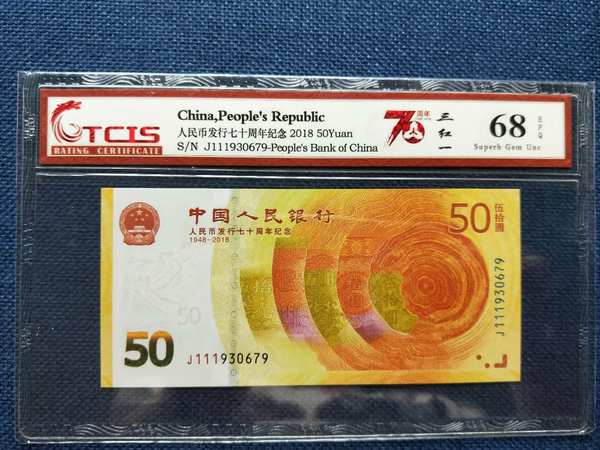 TCIS
RATING CERTIFICATE
China,People's Republic
人民币发行七十周年纪念 2018 50Yuan
S/N J111930679-People's Bank of China
70 周年
三红一
68 EPQ
Superb Gem Unc
中国人民银行
人民币发行七十周年纪念
1948-2018
50 伍拾圆
50
50
J111930679
J111930679